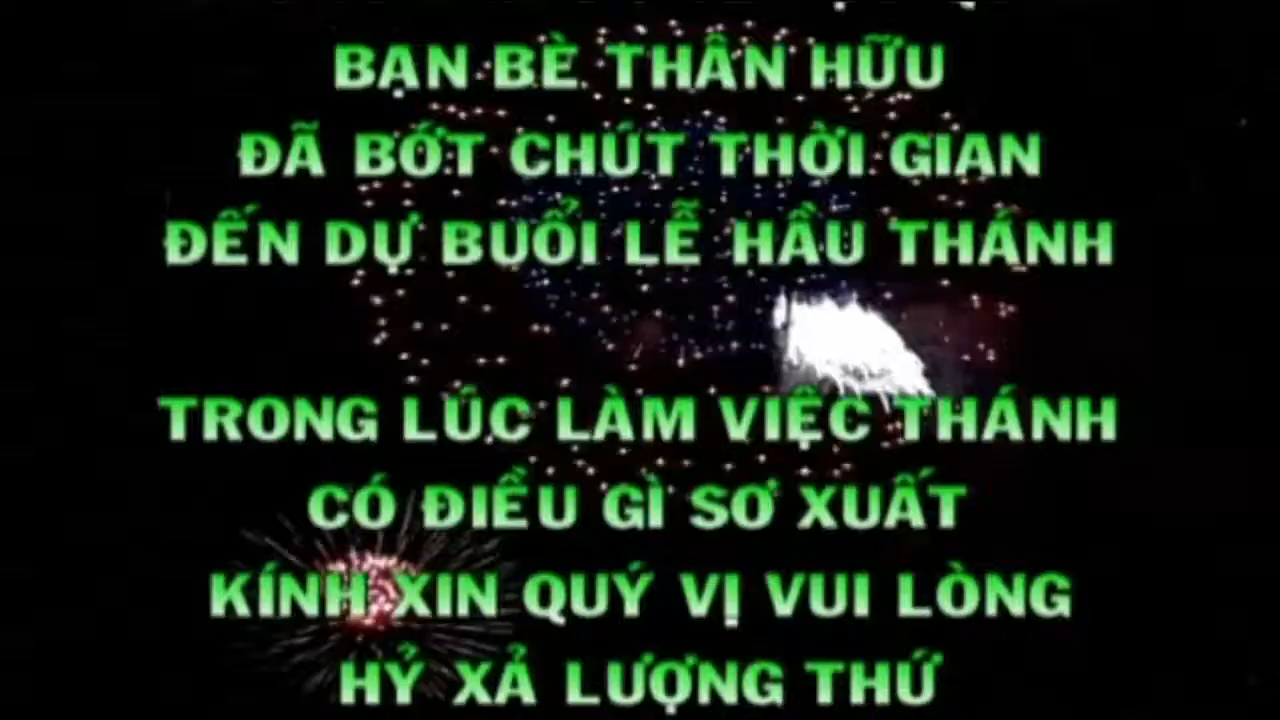 BẠN BÈ THÂN HỮU
ĐÃ BỚT CHÚT THỜI GIAN
ĐẾN DỰ BUỔI LỄ HẦU THÁNH
TRONG LÚC LÀM VIỆC THÁNH
CÓ ĐIỀU GÌ SƠ XUẤT
KÍNH XIN QUÝ VỊ VUI LÒNG
HỶ XẢ LƯỢNG THỨ